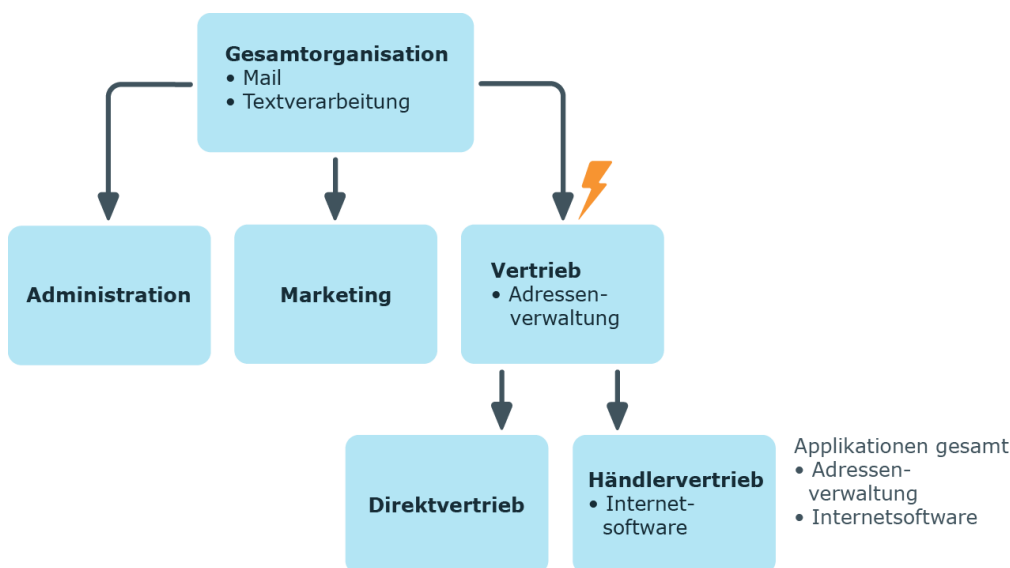 Gesamtorganisation
• Mail
• Textverarbeitung
Administration
Marketing
Vertrieb
• Adressen-
verwaltung
Direktvertrieb
Händlervertrieb
• Internet-
software
Applikationen gesamt
• Adressen-
verwaltung
• Internetsoftware